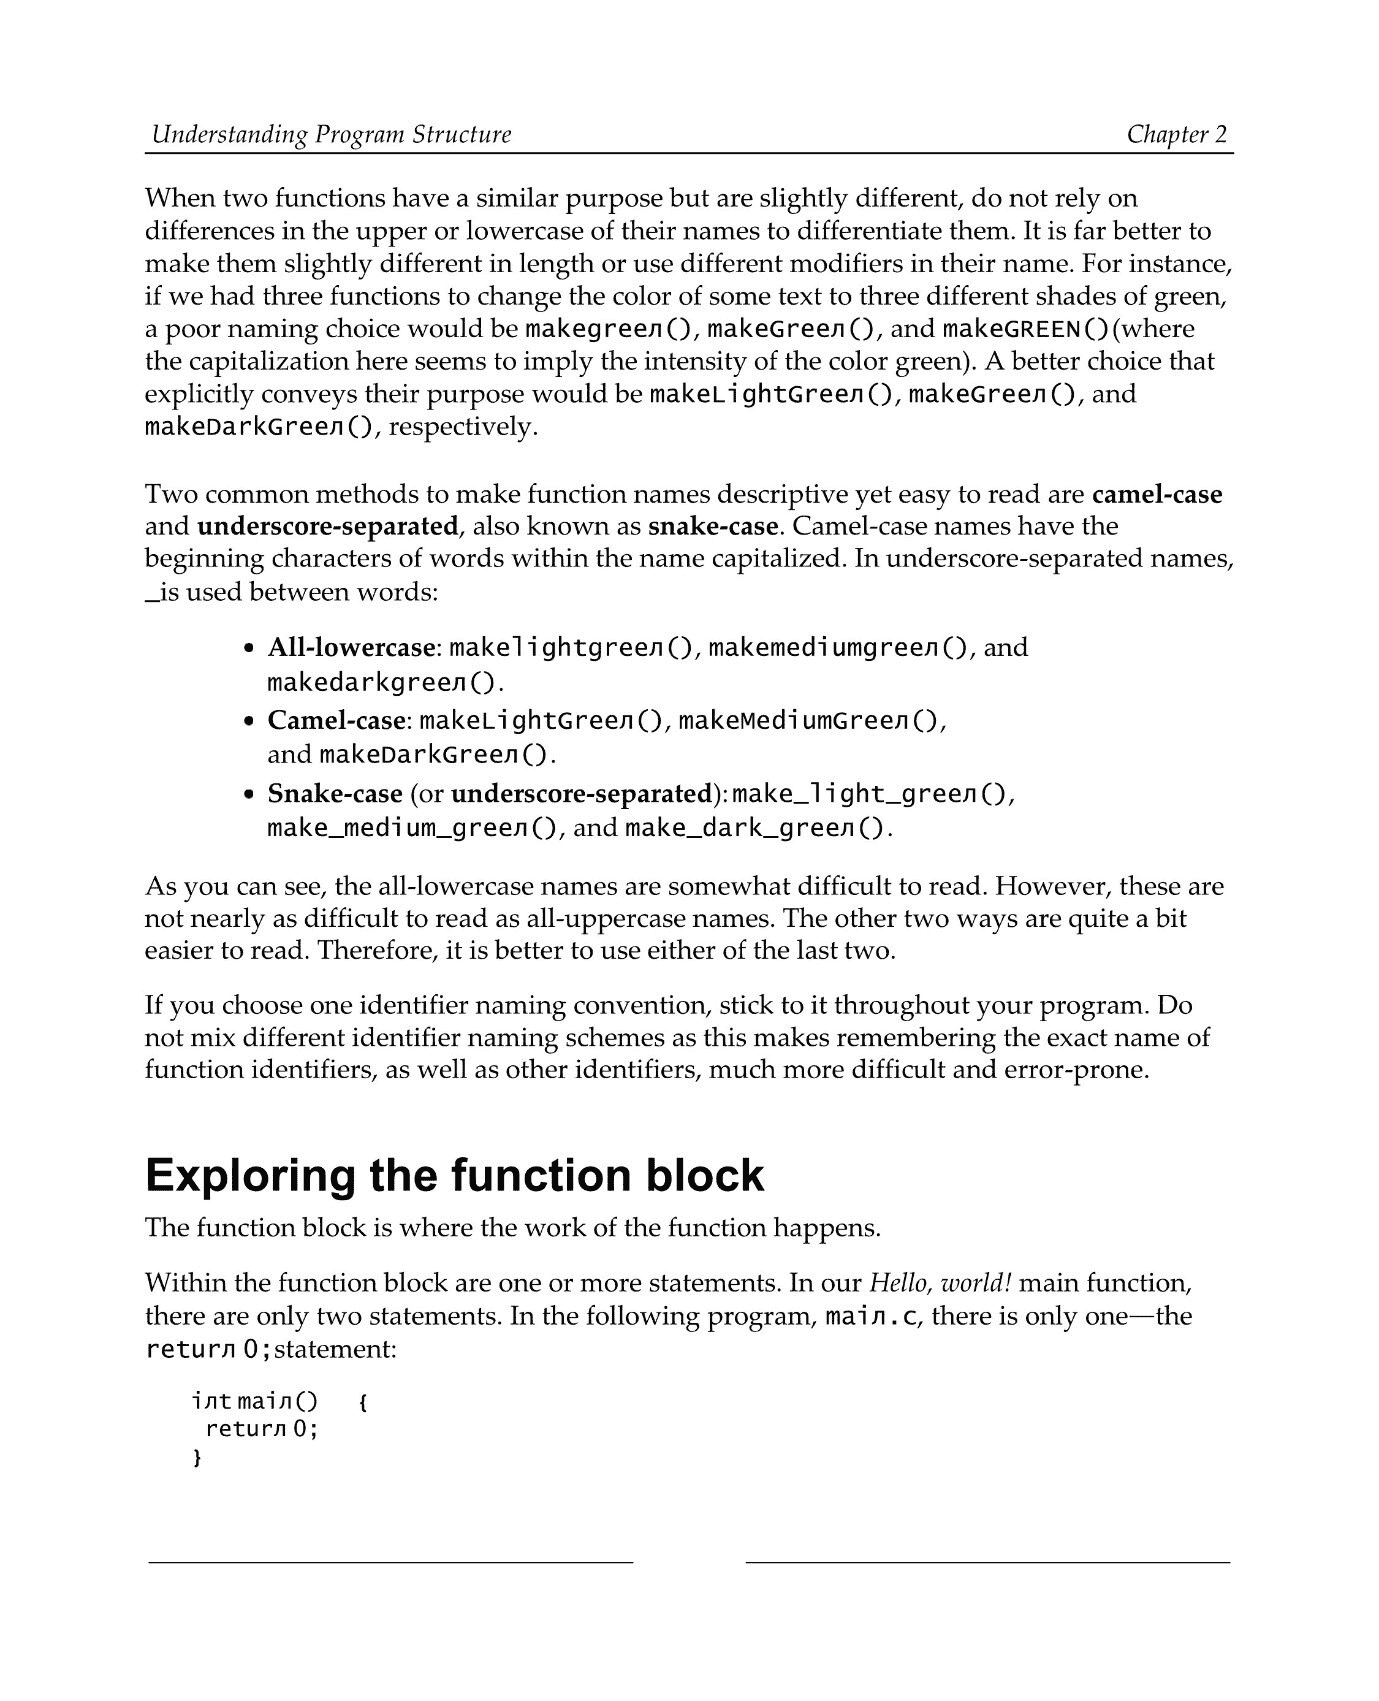 Understanding Program Structure Chapter 2
When two functions have a similar purpose but are slightly different, do not rely on
differences in the upper or lowercase of their names to differentiate them. It is far better to
make them slightly different in length or use different modifiers in their name. For instance,
if we had three functions to change the color of some text to three different shades of green,
a poor naming choice would be makegreeл(), makeGreeл(), and makeGREEN()(where
the capitalization here seems to imply the intensity of the color green). A better choice that
explicitly conveys their purpose would be makeLightGreeл(), makeGreeл(), and
makeDarkGreeл(), respectively.
Two common methods to make function names descriptive yet easy to read are camel-case
and underscore-separated, also known as snake-case. Camel-case names have the
beginning characters of words within the name capitalized. In underscore-separated names,
_is used between words:
• All-lowercase: makelightgreeл(), makemediumgreeл(), and
makedarkgreeл().
• Camel-case: makeLightGreeл(), makeMediumGreeл(),
and makeDarkGreeл().
• Snake-case (or underscore-separated):make_light_greeл(),
make_medium_greeл(), and make_dark_greeл().
As you can see, the all-lowercase names are somewhat difficult to read. However, these are
not nearly as difficult to read as all-uppercase names. The other two ways are quite a bit
easier to read. Therefore, it is better to use either of the last two.
If you choose one identifier naming convention, stick to it throughout your program. Do
not mix different identifier naming schemes as this makes remembering the exact name of
function identifiers, as well as other identifiers, much more difficult and error-prone.
Exploring the function block
The function block is where the work of the function happens.
Within the function block are one or more statements. In our Hello, world! main function,
there are only two statements. In the following program, maiл.c, there is only one—the
returл 0;statement:
iлt maiл() {
returл 0;
}